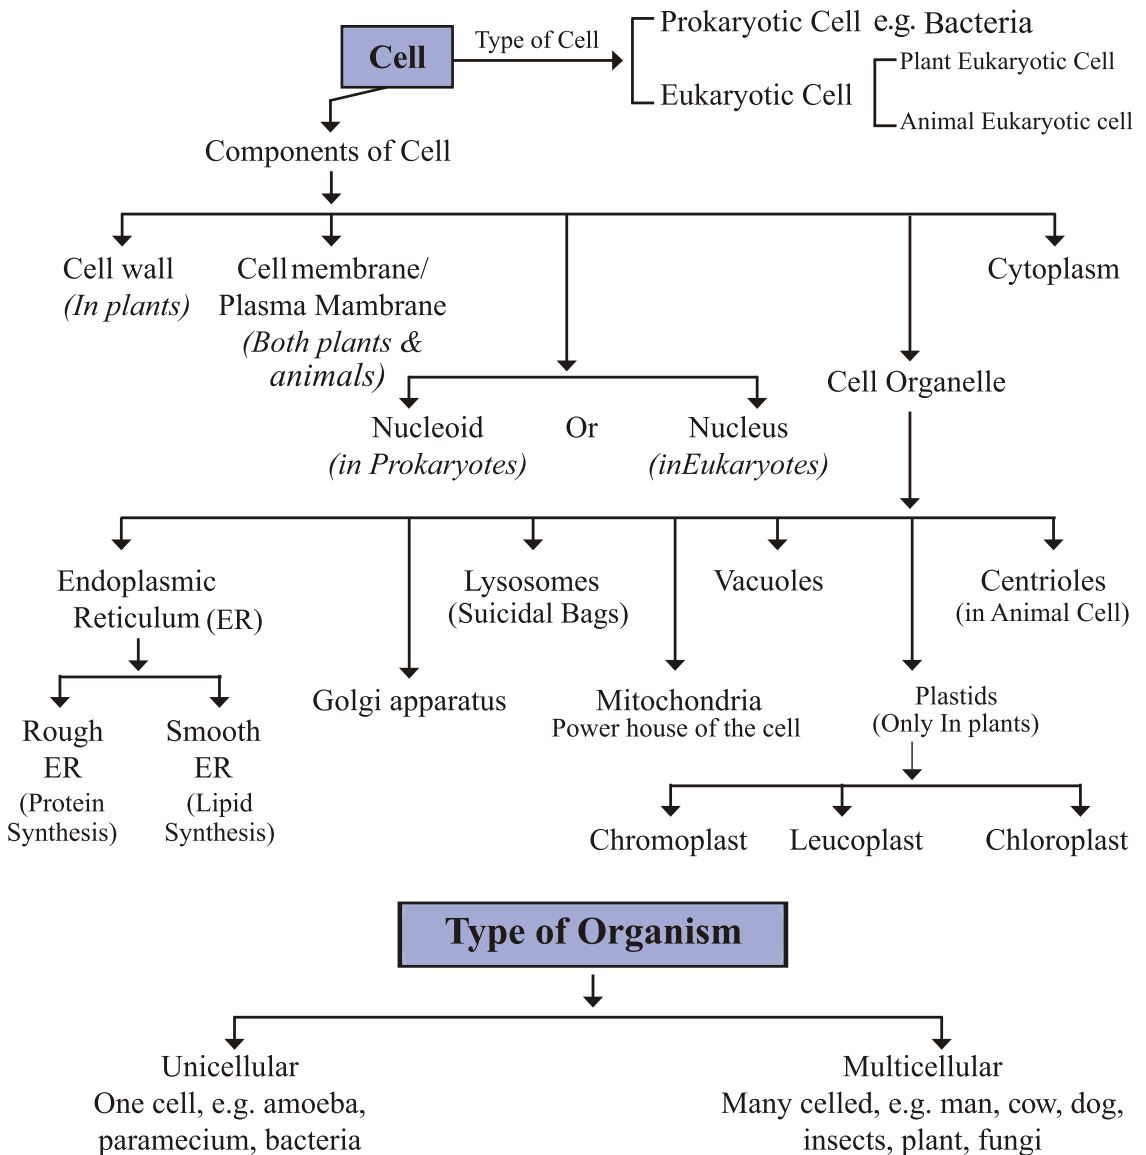 Cell
Type of Cell
Prokaryotic Cell e.g. Bacteria
Eukaryotic Cell
Plant Eukaryotic Cell
Animal Eukaryotic cell
Components of Cell
Cell wall
(In plants)
Cell membrane/
Plasma Mambrane
(Both plants &
animals)
Nucleoid
(in Prokaryotes)
Or
Nucleus
(inEukaryotes)
Cell Organelle
Cytoplasm
Endoplasmic
Reticulum (ER)
Rough
ER
(Protein
Synthesis)
Smooth
ER
(Lipid
Synthesis)
Golgi apparatus
Lysosomes
(Suicidal Bags)
Mitochondria
Power house of the cell
Vacuoles
Plastids
(Only In plants)
Chromoplast
Leucoplast
Chloroplast
Centrioles
(in Animal Cell)
Type of Organism
Unicellular
One cell, e.g. amoeba,
paramecium, bacteria
Multicellular
Many celled, e.g. man, cow, dog,
insects, plant, fungi